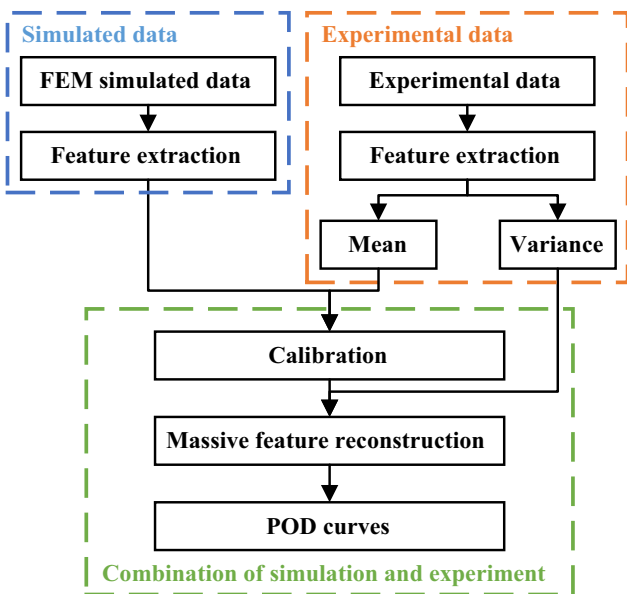 Simulated data
Experimental data
FEM simulated data
Experimental data
Feature extraction
Feature extraction
Mean
Variance
Calibration
Massive feature reconstruction
POD curves
Combination of simulation and experiment